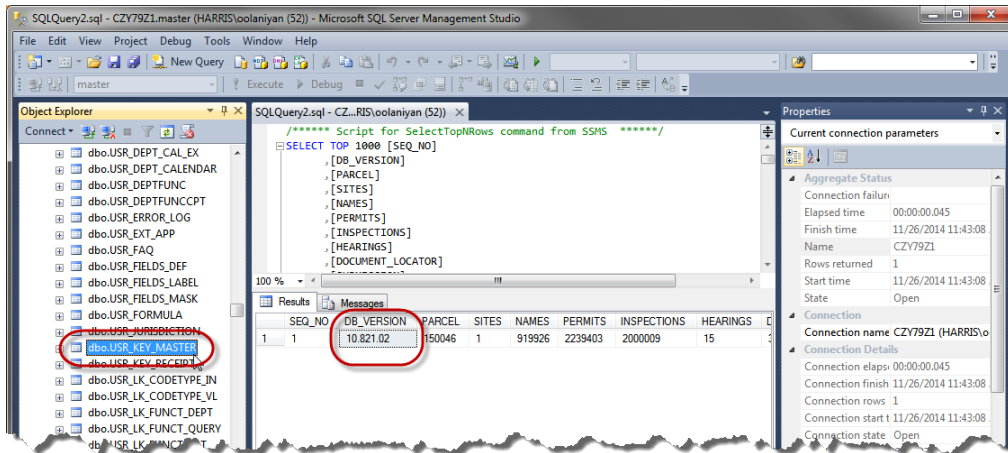 SQLQuery2.sql - CZY79Z1.master (HARRIS\oolaniyan (52)) - Microsoft SQL Server Management Studio
File Edit View Project Debug Tools Window Help
New Query
master Execute Debug
Object Explorer
Connect
dbo.USR_DEPT_CAL_EX
dbo.USR_DEPT_CALENDAR
dbo.USR_DEPTFUNC
dbo.USR_DEPTFUNCCPT
dbo.USR_ERROR_LOG
dbo.USR_EXT_APP
dbo.USR_FAQ
dbo.USR_FIELDS_DEF
dbo.USR_FIELDS_LABEL
dbo.USR_FIELDS_MASK
dbo.USR_FORMULA
dbo.USR_JURISDICTION
dbo.USR_KEY_MASTER
dbo.USR_KEY_RECEIPT
dbo.USR_LK_CODETYPE_IN
dbo.USR_LK_CODETYPE_VL
dbo.USR_LK_FUNCT_DEPT
dbo.USR_LK_FUNCT_QUERY
SQLQuery2.sql - CZ...RIS\oolaniyan (52))
/****** Script for SelectTopNRows command from SSMS ******/
SELECT TOP 1000 [SEQ_NO]
,[DB_VERSION]
,[PARCEL]
,[SITES]
,[NAMES]
,[PERMITS]
,[INSPECTIONS]
,[HEARINGS]
,[DOCUMENT_LOCATOR]
100 %
Results Messages
SEQ_NO DB_VERSION PARCEL SITES NAMES PERMITS INSPECTIONS HEARINGS D
1 1 10.821.02 150046 1 919926 2239403 2000009 15
Properties
Current connection parameters
Aggregate Status
Connection failur
Elapsed time 00:00:00.045
Finish time 11/26/2014 11:43:08
Name CZY79Z1
Rows returned 1
Start time 11/26/2014 11:43:08
State Open
Connection
Connection name CZY79Z1 (HARRIS\o
Connection Details
Connection elaps 00:00:00.045
Connection finish 11/26/2014 11:43:08
Connection rows 1
Connection start t 11/26/2014 11:43:08
Connection state Open